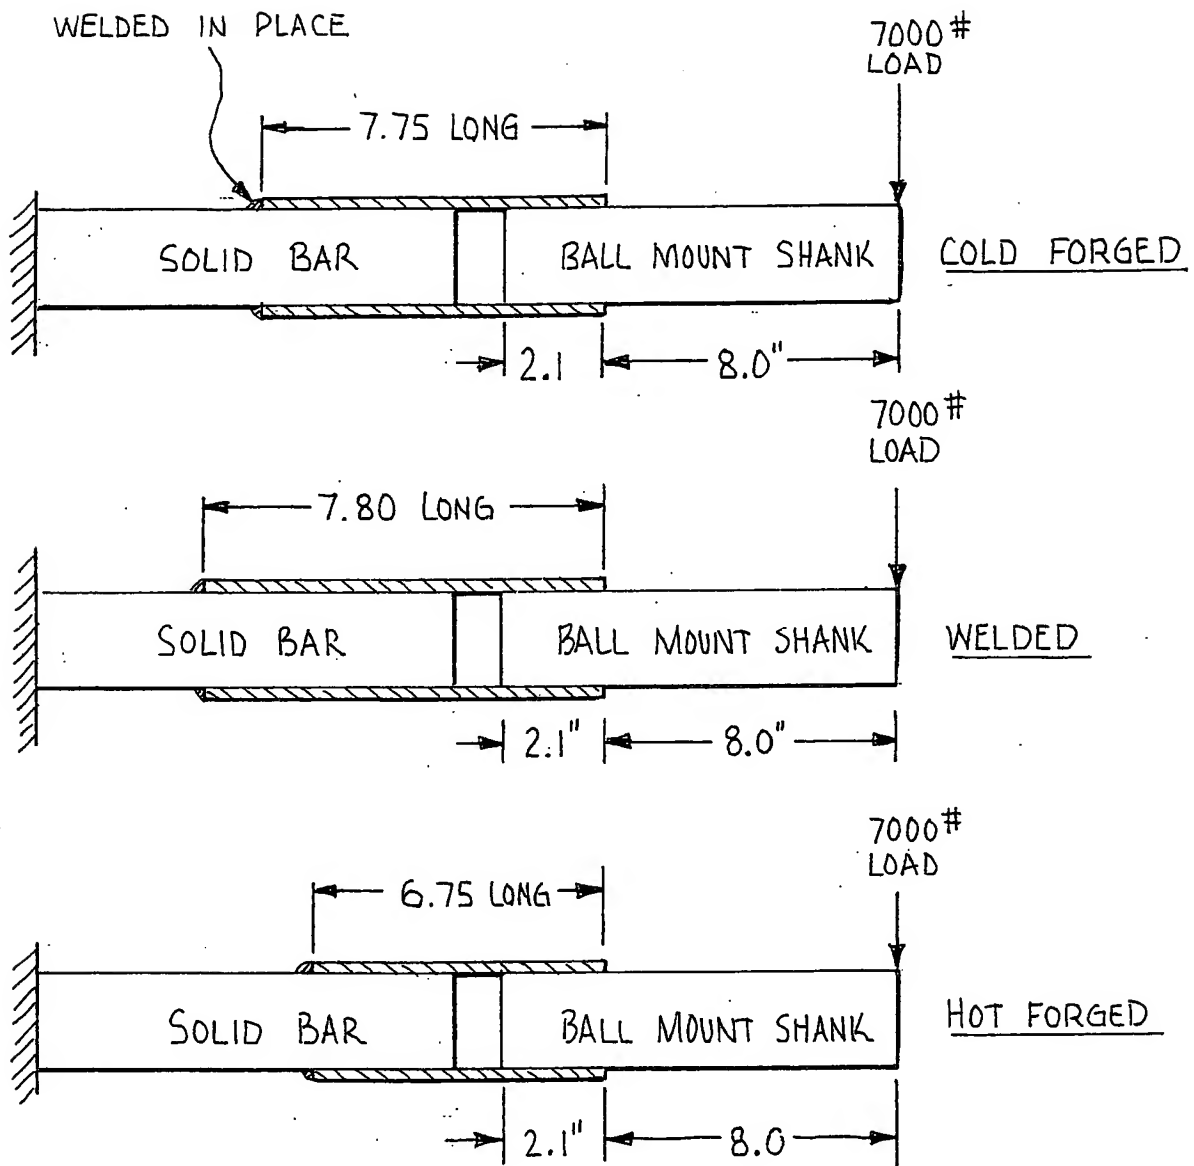 WELDED IN PLACE
7000#
LOAD
7.75 LONG
SOLID BAR
BALL MOUNT SHANK
COLD FORGED
2.1
8.0"
7000#
LOAD
7.80 LONG
SOLID BAR
BALL MOUNT SHANK
WELDED
2.1"
8.0"
7000#
LOAD
6.75 LONG
SOLID BAR
BALL MOUNT SHANK
HOT FORGED
2.1"
8.0